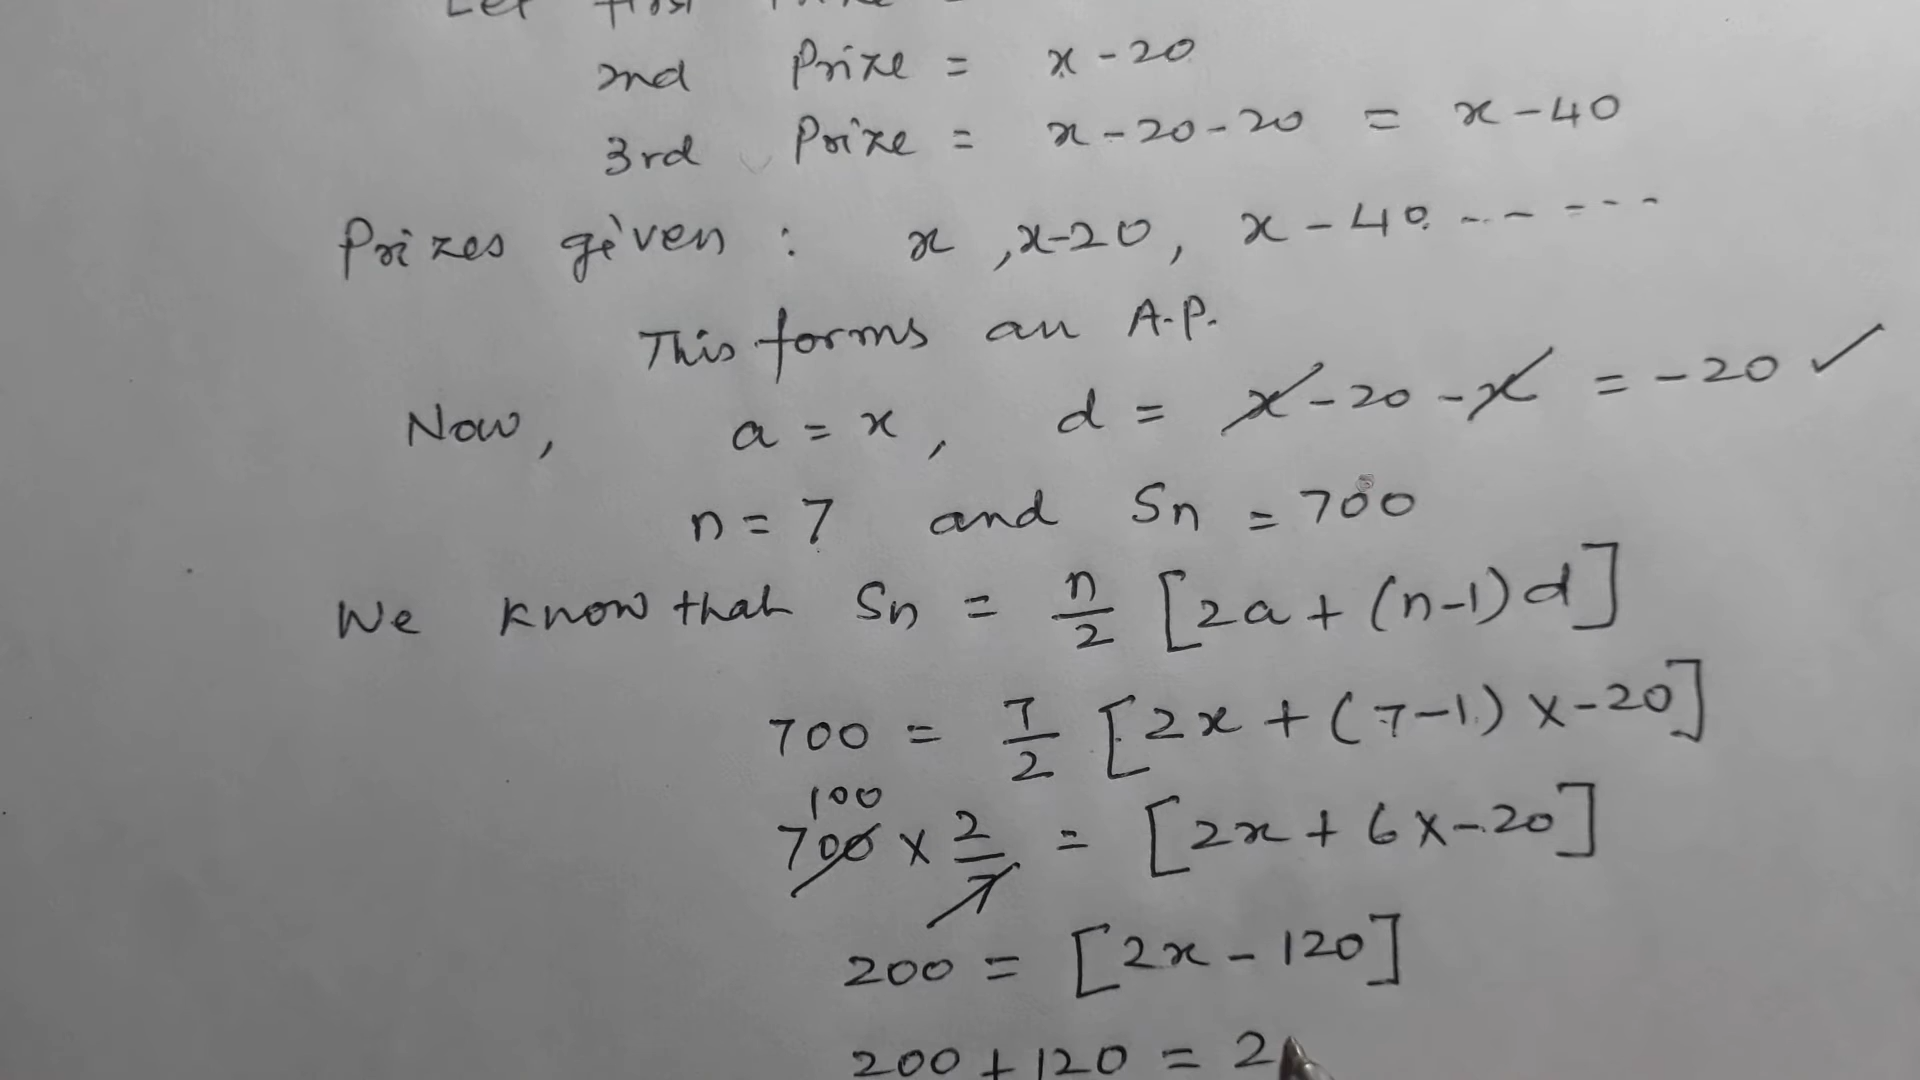 Let first
2nd Prize = x - 20
3rd Prize = x - 20 - 20 = x - 40
Prizes given : x , x-20 , x - 40 ------
This forms an A.P.
Now, a = x , d = x - 20 - x = - 20 ✓
n = 7 and Sn = 700
We know that Sn = n/2 [2a + (n-1) d]
700 = 7/2 [2x + (7-1) x -20]
100
700 x 2/7 = [2x + 6 x -20]
200 = [2x - 120]
200 + 120 = 2